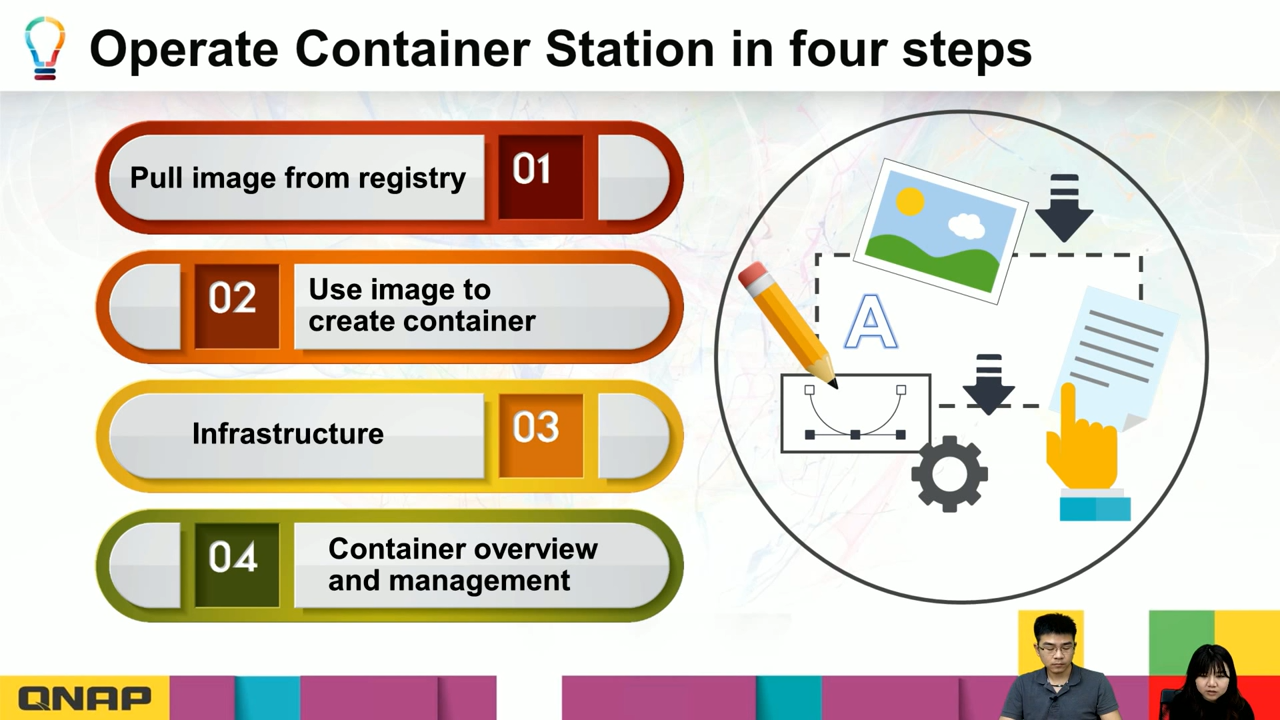 Operate Container Station in four steps
Pull image from registry
01
02
Use image to
create container
Infrastructure
03
04
Container overview
and management
A
QNAP